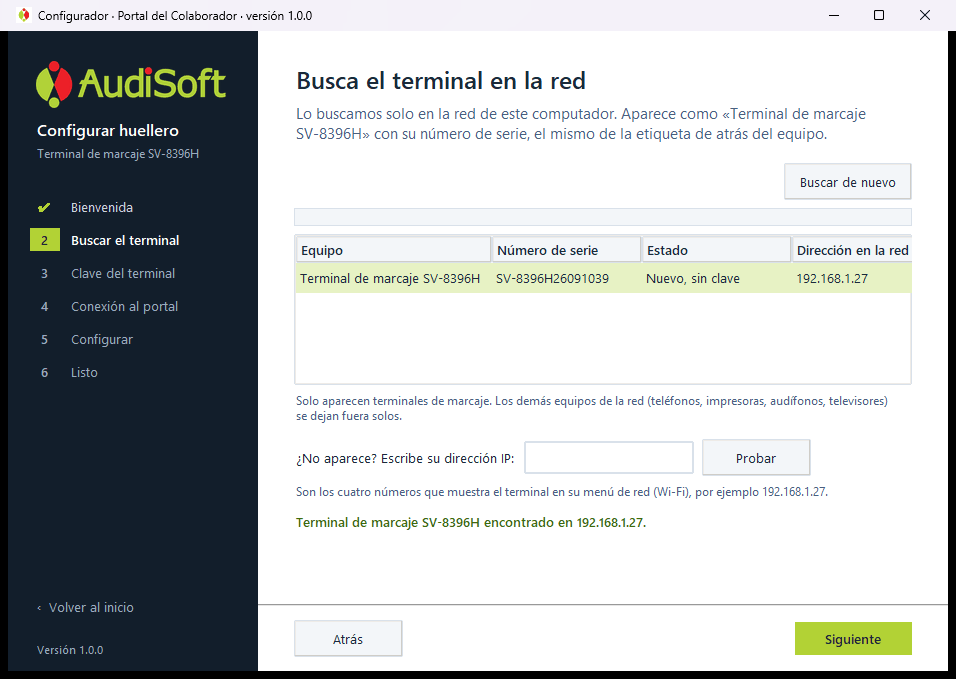 Configurador · Portal del Colaborador · versión 1.0.0
AudiSoft
Configurar huellero
Terminal de marcaje SV-8396H
Bienvenida
2 Buscar el terminal
3 Clave del terminal
4 Conexión al portal
5 Configurar
6 Listo
‹ Volver al inicio
Versión 1.0.0
Busca el terminal en la red
Lo buscamos solo en la red de este computador. Aparece como «Terminal de marcaje
SV-8396H» con su número de serie, el mismo de la etiqueta de atrás del equipo.
Buscar de nuevo
Equipo Número de serie Estado Dirección en la red
Terminal de marcaje SV-8396H SV-8396H26091039 Nuevo, sin clave 192.168.1.27
Solo aparecen terminales de marcaje. Los demás equipos de la red (teléfonos, impresoras, audífonos, televisores)
se dejan fuera solos.
¿No aparece? Escribe su dirección IP:
Probar
Son los cuatro números que muestra el terminal en su menú de red (Wi-Fi), por ejemplo 192.168.1.27.
Terminal de marcaje SV-8396H encontrado en 192.168.1.27.
Atrás
Siguiente